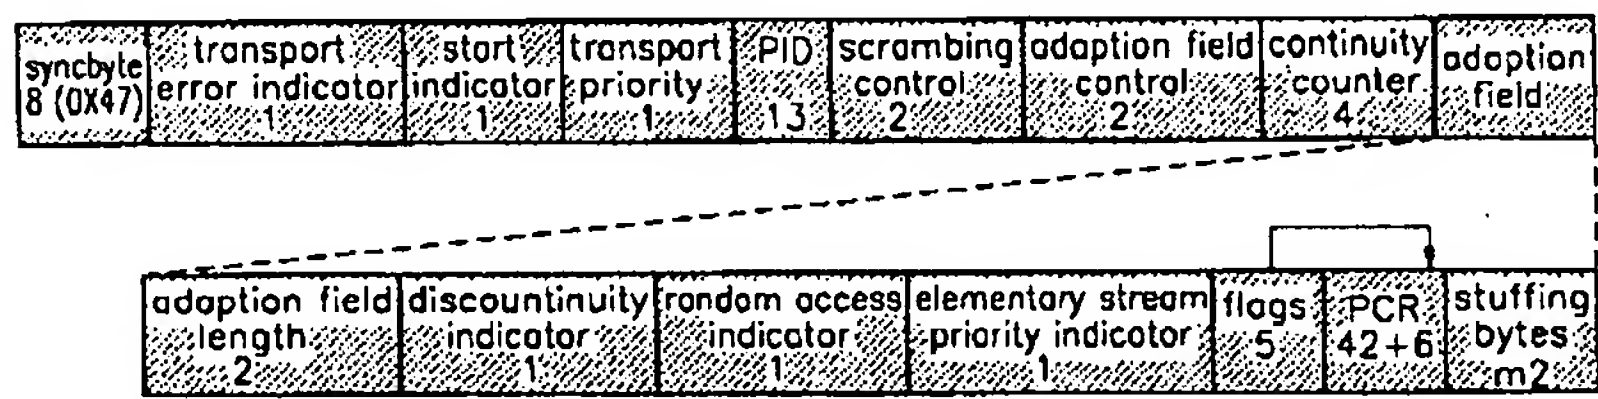 syncbyte
8 (0X47)
transport
error indicator
1
start
indicator
1
transport
priority
1
PID
13
scrambing
control
2
adaption field
control
2
continuity
counter
4
adaption
field
adaption field
length
2
discountinuity
indicator
1
random access
indicator
1
elementary stream
priority indicator
1
flags
5
PCR
42+6
stuffing
bytes
m2